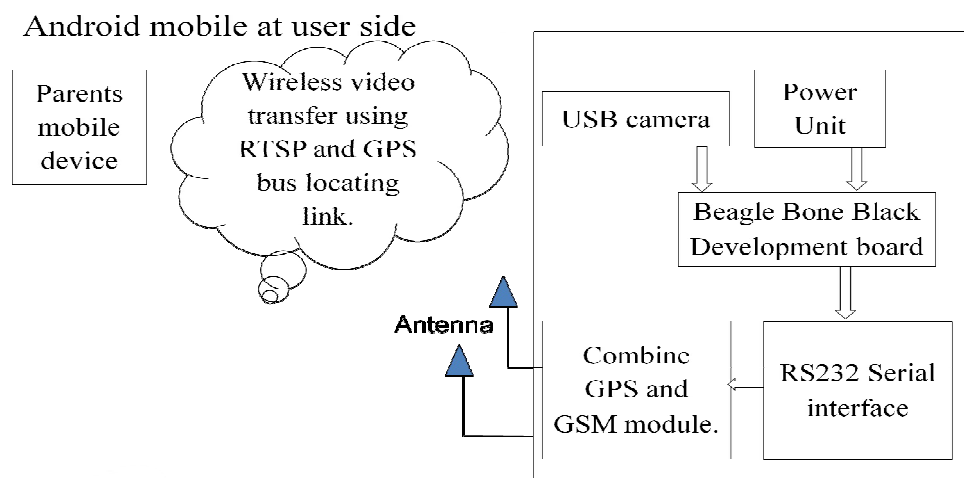 Android mobile at user side
Parents
mobile
device
Wireless video
transfer using
RTSP and GPS
bus locating
link.
USB camera
Power
Unit
Beagle Bone Black
Development board
Antenna
Combine
GPS and
GSM module.
RS232 Serial
interface